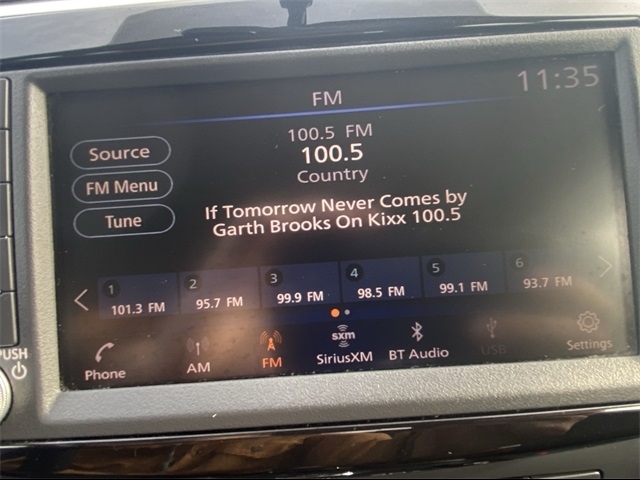 11:35
FM
100.5 FM
100.5
Country
Source
FM Menu
Tune
If Tomorrow Never Comes by
Garth Brooks On Kixx 100.5
1 101.3 FM
2 95.7 FM
3 99.9 FM
4 98.5 FM
5 99.1 FM
6 93.7 FM
PUSH
Phone
AM
FM
sxm
SiriusXM
BT Audio
USB
Settings